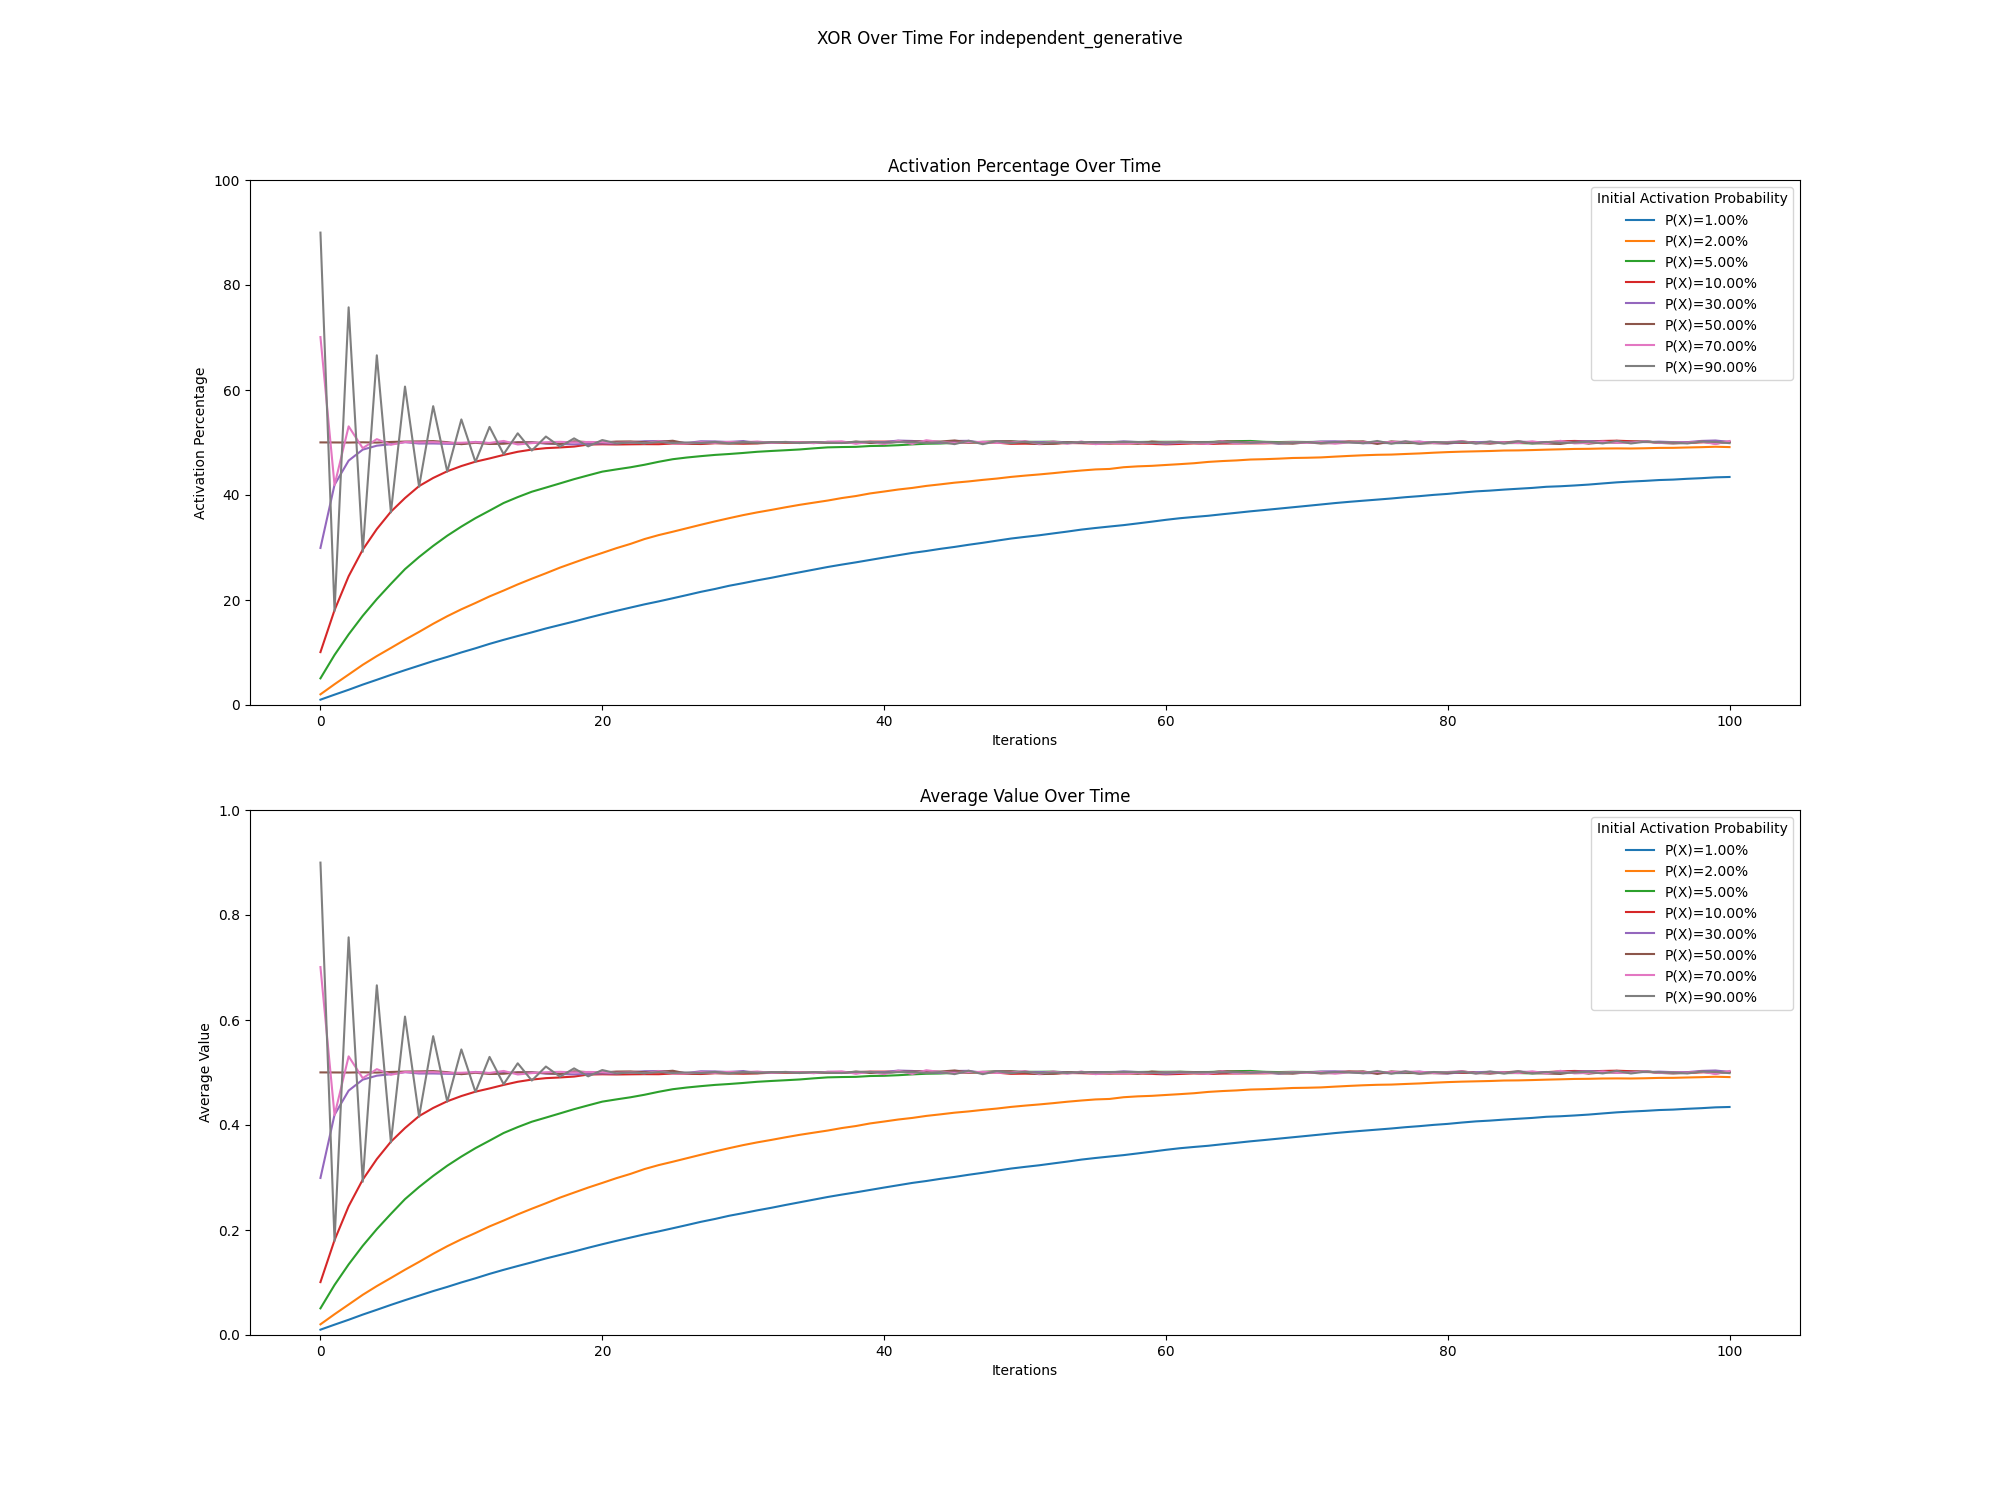 XOR Over Time For independent_generative
Activation Percentage Over Time
Activation Percentage
100
80
60
40
20
0
Initial Activation Probability
P(X)=1.00%
P(X)=2.00%
P(X)=5.00%
P(X)=10.00%
P(X)=30.00%
P(X)=50.00%
P(X)=70.00%
P(X)=90.00%
0 20 40 60 80 100
Iterations
Average Value Over Time
Average Value
1.0
0.8
0.6
0.4
0.2
0.0
Initial Activation Probability
P(X)=1.00%
P(X)=2.00%
P(X)=5.00%
P(X)=10.00%
P(X)=30.00%
P(X)=50.00%
P(X)=70.00%
P(X)=90.00%
0 20 40 60 80 100
Iterations